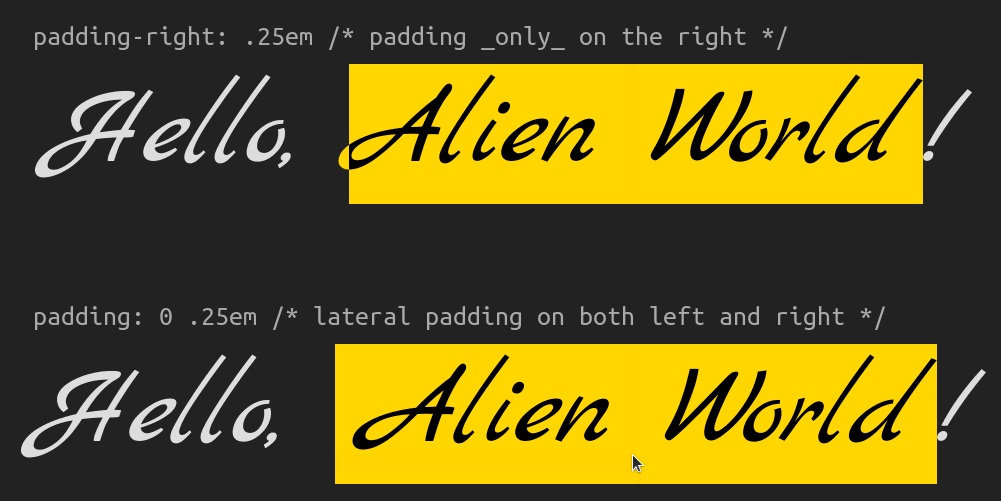 padding-right: .25em /* padding _only_ on the right */
Hello, Alien World!
padding: 0 .25em /* lateral padding on both left and right */
Hello, Alien World!